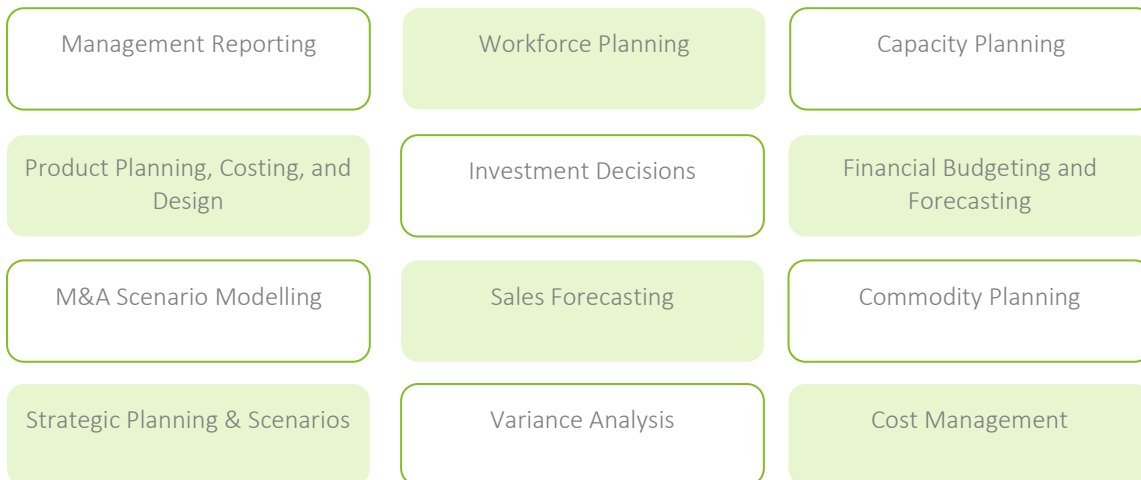 Management Reporting
Workforce Planning
Capacity Planning
Product Planning, Costing, and
Design
Investment Decisions
Financial Budgeting and
Forecasting
M&A Scenario Modelling
Sales Forecasting
Commodity Planning
Strategic Planning & Scenarios
Variance Analysis
Cost Management